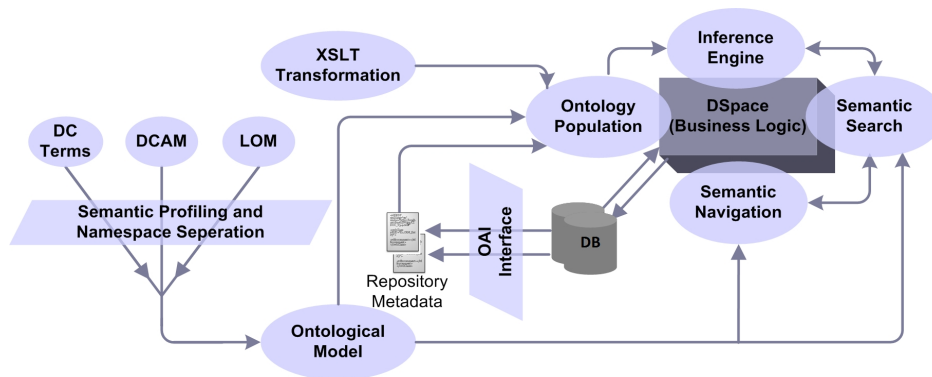 XSLT
Transformation
Inference
Engine
Ontology
Population
DSpace
(Business Logic)
Semantic
Search
DC
Terms
DCAM
LOM
Semantic Profiling and
Namespace Seperation
Semantic
Navigation
OAI
Interface
DB
Repository
Metadata
Ontological
Model